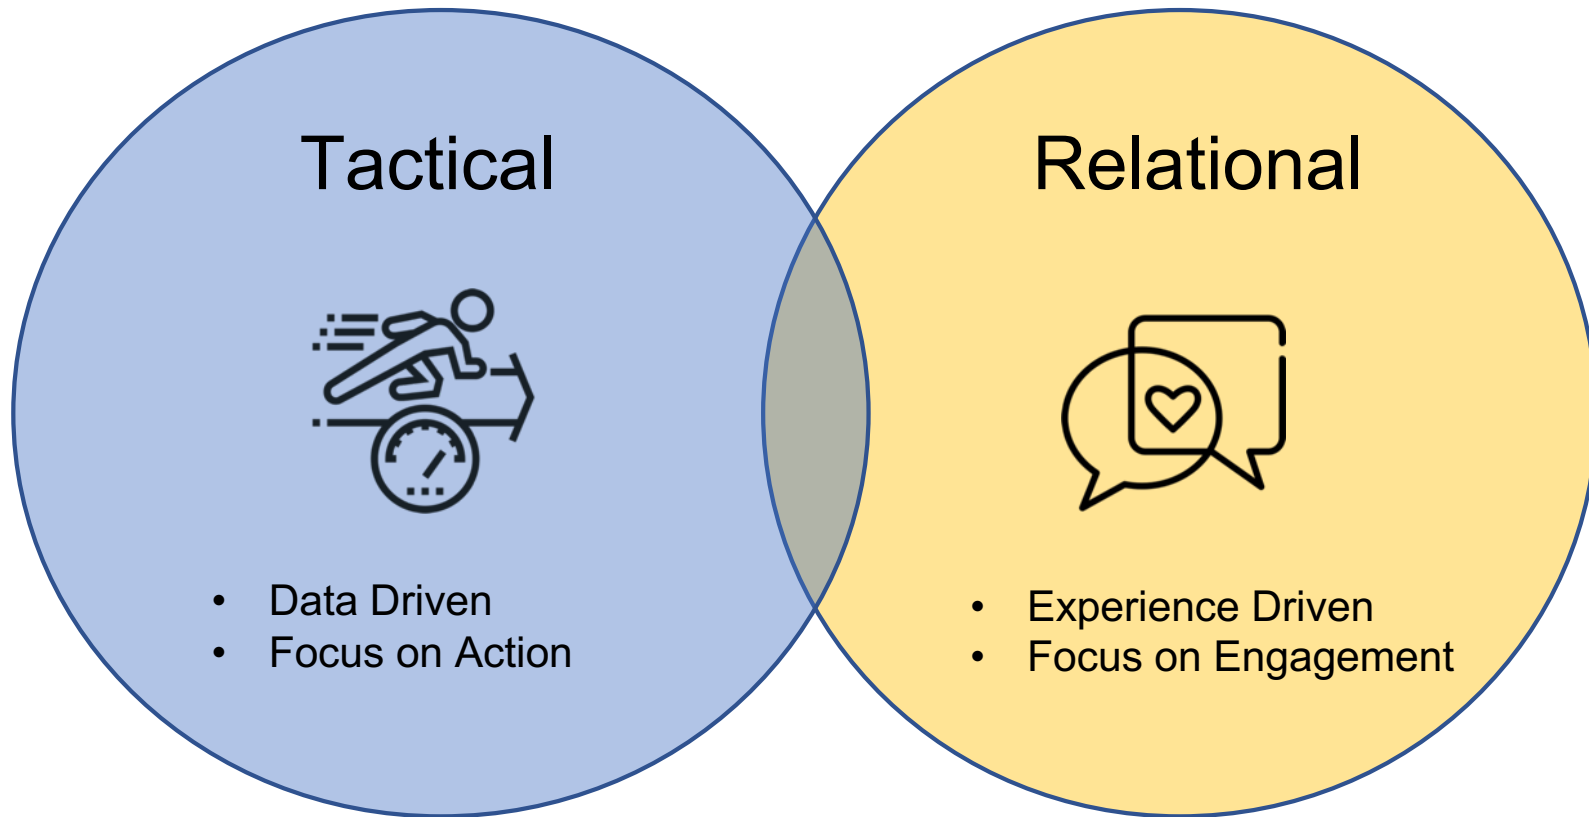 Tactical
• Data Driven
• Focus on Action
Relational
• Experience Driven
• Focus on Engagement